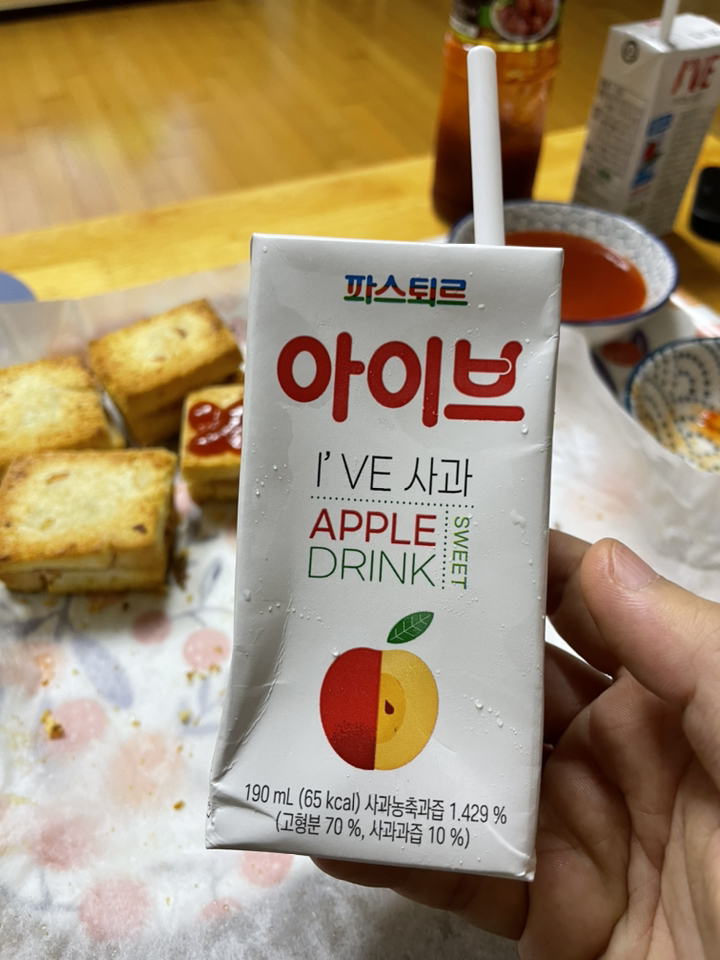 파스퇴르
아이브
I'VE 사과
APPLE
DRINK
SWEET
190 mL (65 kcal) 사과농축과즙 1.429 %
(고형분 70 %, 사과과즙 10 %)
I'VE